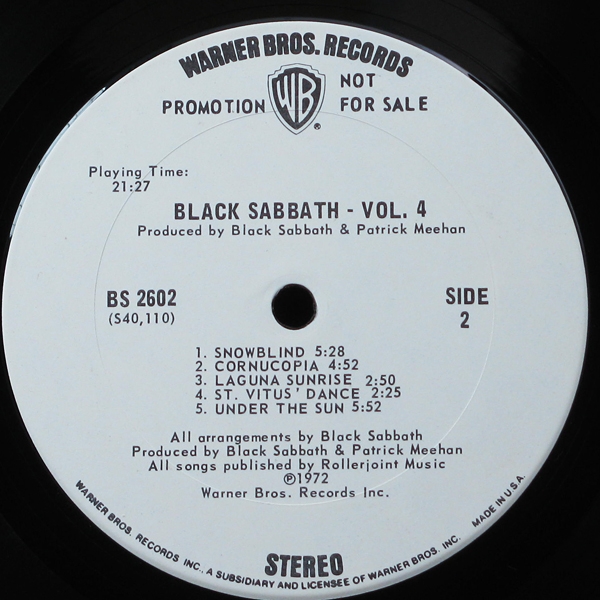 WARNER BROS. RECORDS
PROMOTION WB ® NOT FOR SALE
Playing Time:
21:27
BLACK SABBATH - VOL. 4
Produced by Black Sabbath & Patrick Meehan
BS 2602
(S40,110)
SIDE
2
1. SNOWBLIND 5:28
2. CORNUCOPIA 4:52
3. LAGUNA SUNRISE 2:50
4. ST. VITUS' DANCE 2:25
5. UNDER THE SUN 5:52
All arrangements by Black Sabbath
Produced by Black Sabbath & Patrick Meehan
All songs published by Rollerjoint Music
℗1972
Warner Bros. Records Inc.
STEREO
WARNER BROS. RECORDS INC., A SUBSIDIARY AND LICENSEE OF WARNER BROS. INC. MADE IN U.S.A.